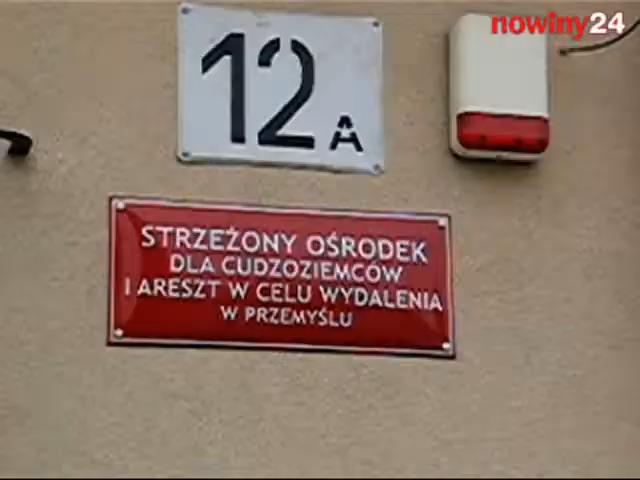 nowiny24
12 A
STRZEŻONY OŚRODEK
DLA CUDZOZIEMCÓW
I ARESZT W CELU WYDALENIA
W PRZEMYŚLU